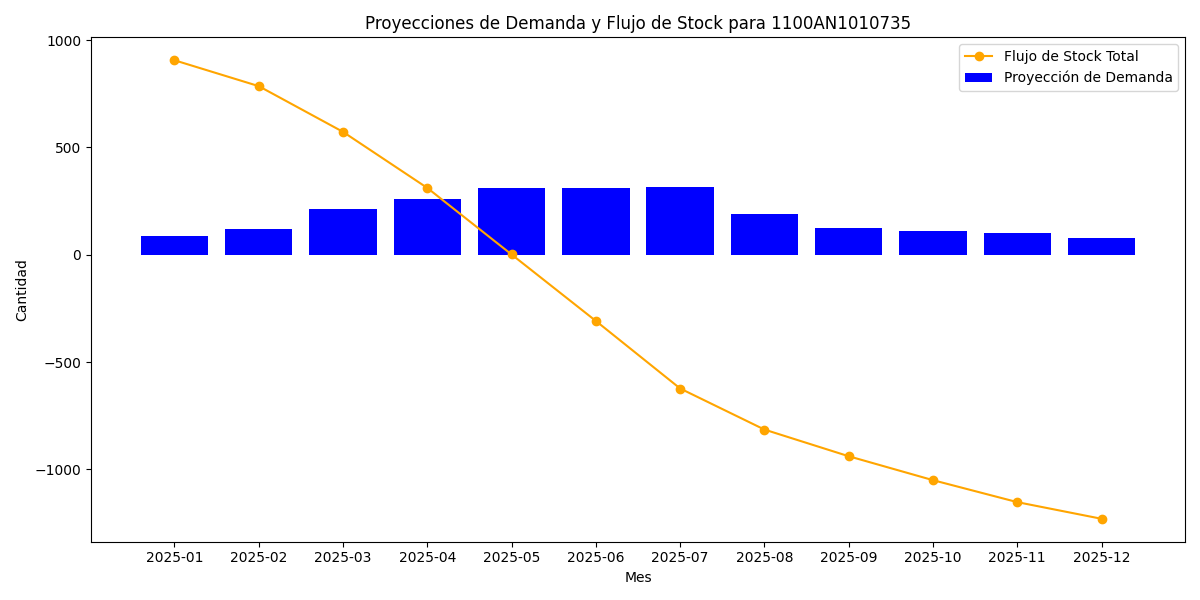 Proyecciones de Demanda y Flujo de Stock para 1100AN1010735
Flujo de Stock Total
Proyección de Demanda
Cantidad
1000
500
0
−500
−1000
2025-01 2025-02 2025-03 2025-04 2025-05 2025-06 2025-07 2025-08 2025-09 2025-10 2025-11 2025-12
Mes